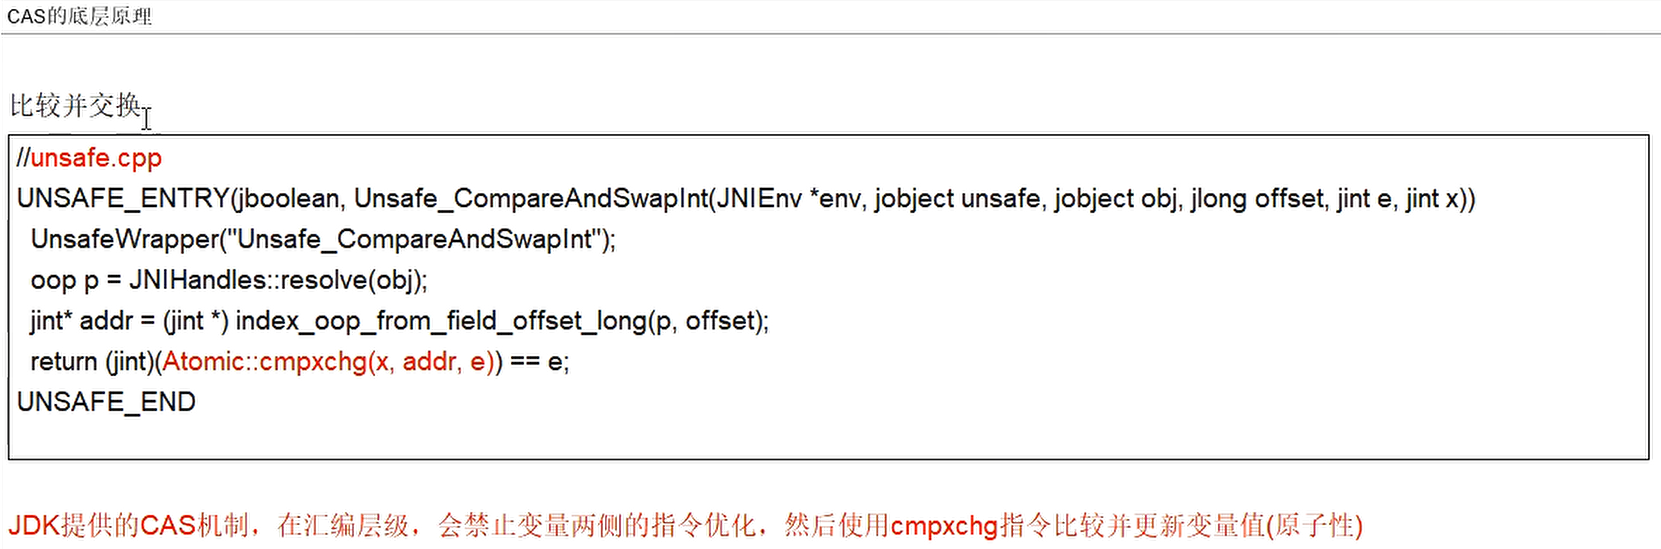 CAS的底层原理
比较并交换
//unsafe.cpp
UNSAFE_ENTRY(jboolean, Unsafe_CompareAndSwapInt(JNIEnv *env, jobject unsafe, jobject obj, jlong offset, jint e, jint x))
UnsafeWrapper("Unsafe_CompareAndSwapInt");
oop p = JNIHandles::resolve(obj);
jint* addr = (jint *) index_oop_from_field_offset_long(p, offset);
return (jint)(Atomic::cmpxchg(x, addr, e)) == e;
UNSAFE_END
JDK提供的CAS机制，在汇编层级，会禁止变量两侧的指令优化，然后使用cmpxchg指令比较并更新变量值(原子性)